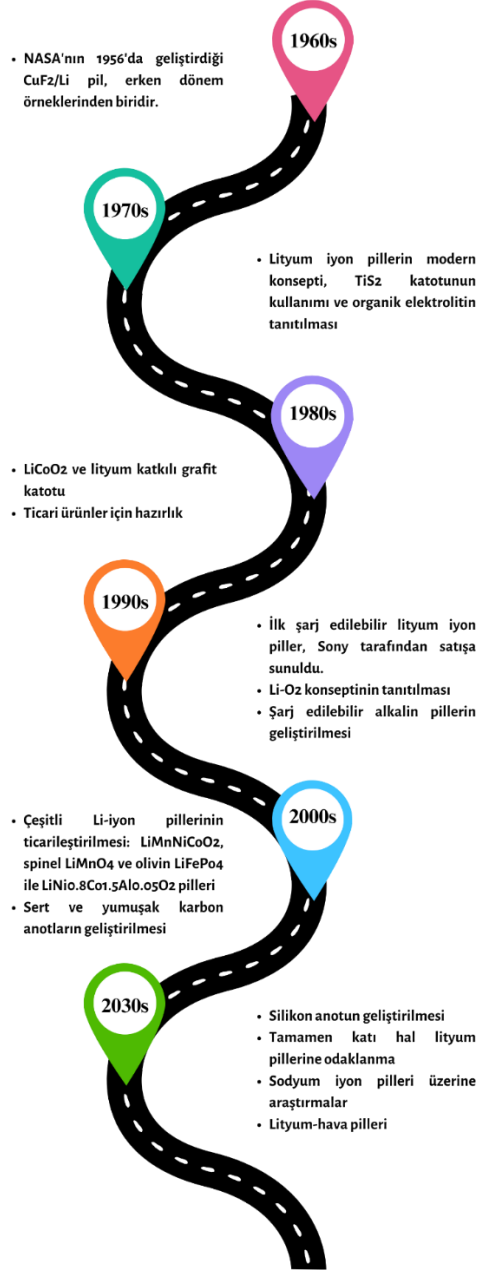 1960s
• NASA'nın 1956'da geliştirdiği
CuF2/Li pil, erken dönem
örneklerinden biridir.
1970s
• Lityum iyon pillerin modern
konsepti, TiS2 katotunun
kullanımı ve organik elektrolitin
tanıtılması
1980s
• LiCoO2 ve lityum katkılı grafit
katotu
• Ticari ürünler için hazırlık
1990s
• İlk şarj edilebilir lityum iyon
piller, Sony tarafından satışa
sunuldu.
• Li-O2 konseptinin tanıtılması
• Şarj edilebilir alkalin pillerin
geliştirilmesi
2000s
• Çeşitli Li-iyon pillerinin
ticarileştirilmesi: LiMnNiCoO2,
spinel LiMnO4 ve olivin LiFePo4
ile LiNi0.8Co1.5Al0.05O2 pilleri
• Sert ve yumuşak karbon
anotların geliştirilmesi
2030s
• Silikon anotun geliştirilmesi
• Tamamen katı hal lityum
pillerine odaklanma
• Sodyum iyon pilleri üzerine
araştırmalar
• Lityum-hava pilleri